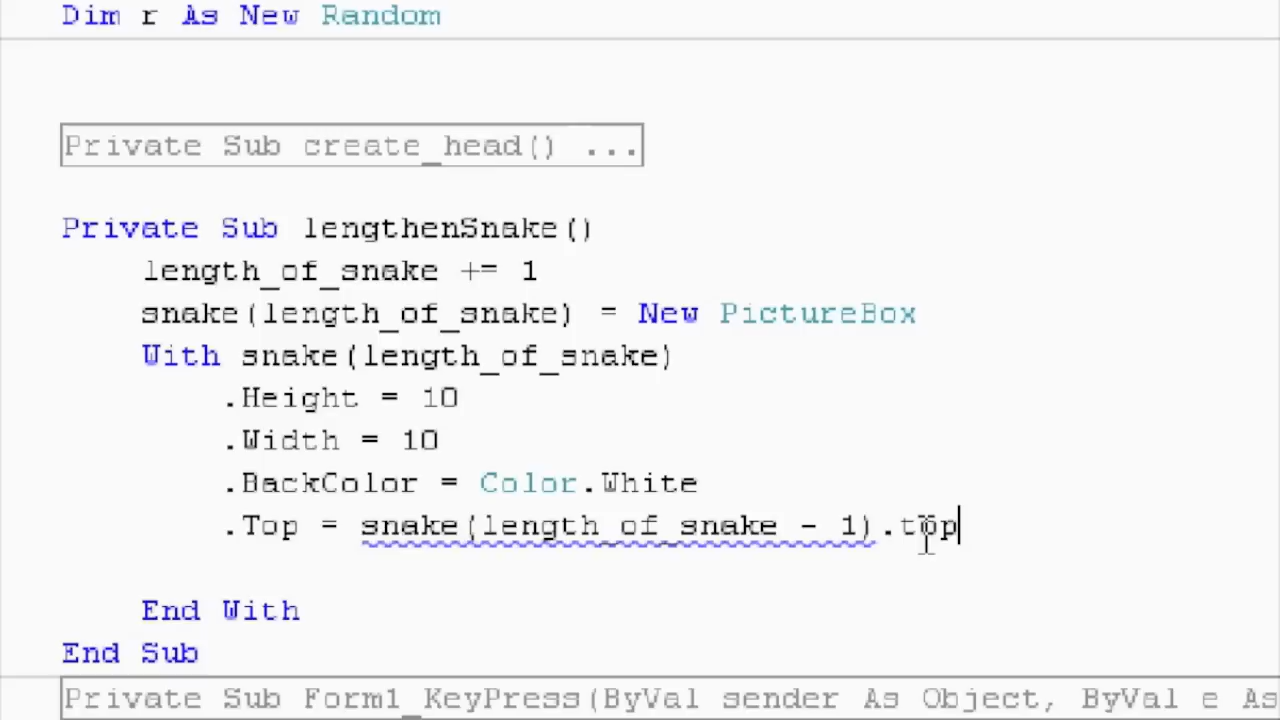 Dim r As New Random
Private Sub create_head() ...
Private Sub lengthenSnake()
length_of_snake += 1
snake(length_of_snake) = New PictureBox
With snake(length_of_snake)
.Height = 10
.Width = 10
.BackColor = Color.White
.Top = snake(length_of_snake - 1).top
End With
End Sub
Private Sub Form1_KeyPress(ByVal sender As Object, ByVal e As